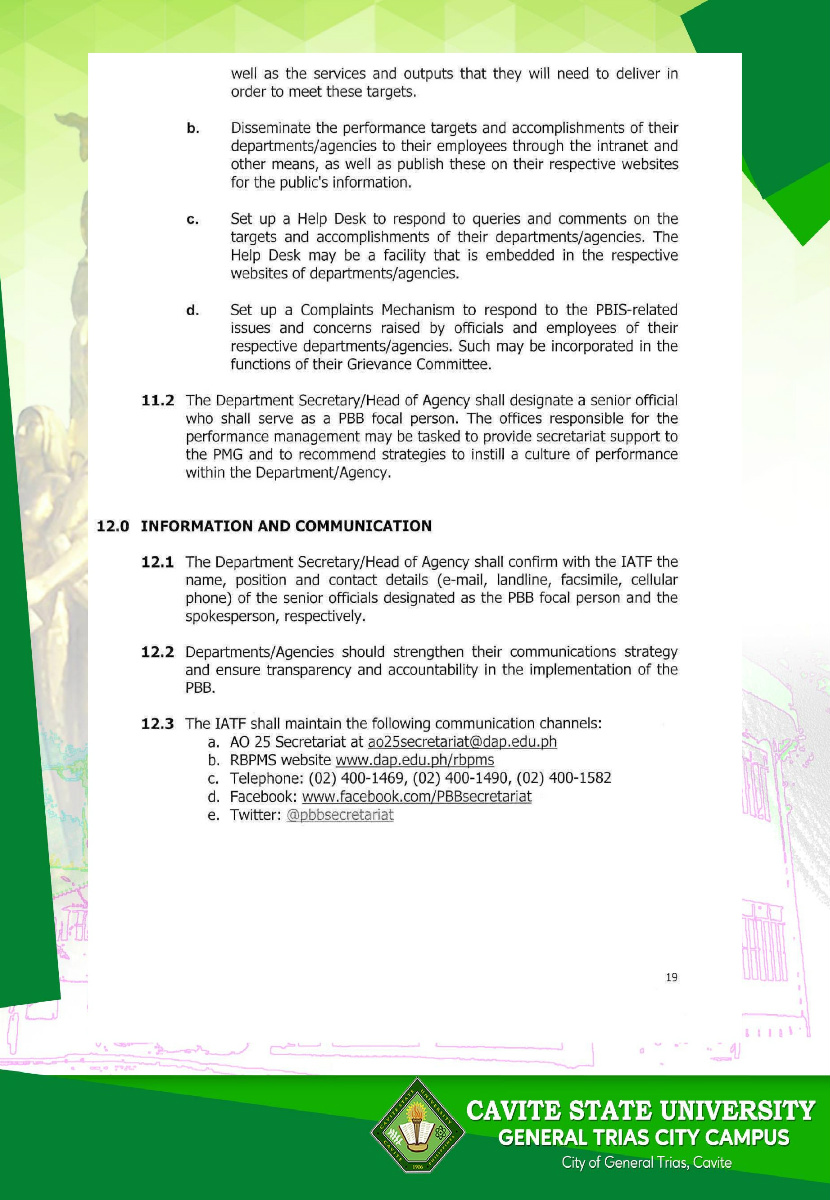 well as the services and outputs that they will need to deliver in
order to meet these targets.
b. Disseminate the performance targets and accomplishments of their
departments/agencies to their employees through the intranet and
other means, as well as publish these on their respective websites
for the public's information.
c. Set up a Help Desk to respond to queries and comments on the
targets and accomplishments of their departments/agencies. The
Help Desk may be a facility that is embedded in the respective
websites of departments/agencies.
d. Set up a Complaints Mechanism to respond to the PBIS-related
issues and concerns raised by officials and employees of their
respective departments/agencies. Such may be incorporated in the
functions of their Grievance Committee.
11.2 The Department Secretary/Head of Agency shall designate a senior official
who shall serve as a PBB focal person. The offices responsible for the
performance management may be tasked to provide secretariat support to
the PMG and to recommend strategies to instill a culture of performance
within the Department/Agency.
12.0 INFORMATION AND COMMUNICATION
12.1 The Department Secretary/Head of Agency shall confirm with the IATF the
name, position and contact details (e-mail, landline, facsimile, cellular
phone) of the senior officials designated as the PBB focal person and the
spokesperson, respectively.
12.2 Departments/Agencies should strengthen their communications strategy
and ensure transparency and accountability in the implementation of the
PBB.
12.3 The IATF shall maintain the following communication channels:
a. AO 25 Secretariat at ao25secretariat@dap.edu.ph
b. RBPMS website www.dap.edu.ph/rbpms
c. Telephone: (02) 400-1469, (02) 400-1490, (02) 400-1582
d. Facebook: www.facebook.com/PBBsecretariat
e. Twitter: @pbbsecretariat
19
CAVITE STATE UNIVERSITY
GENERAL TRIAS CITY CAMPUS
City of General Trias, Cavite
1906